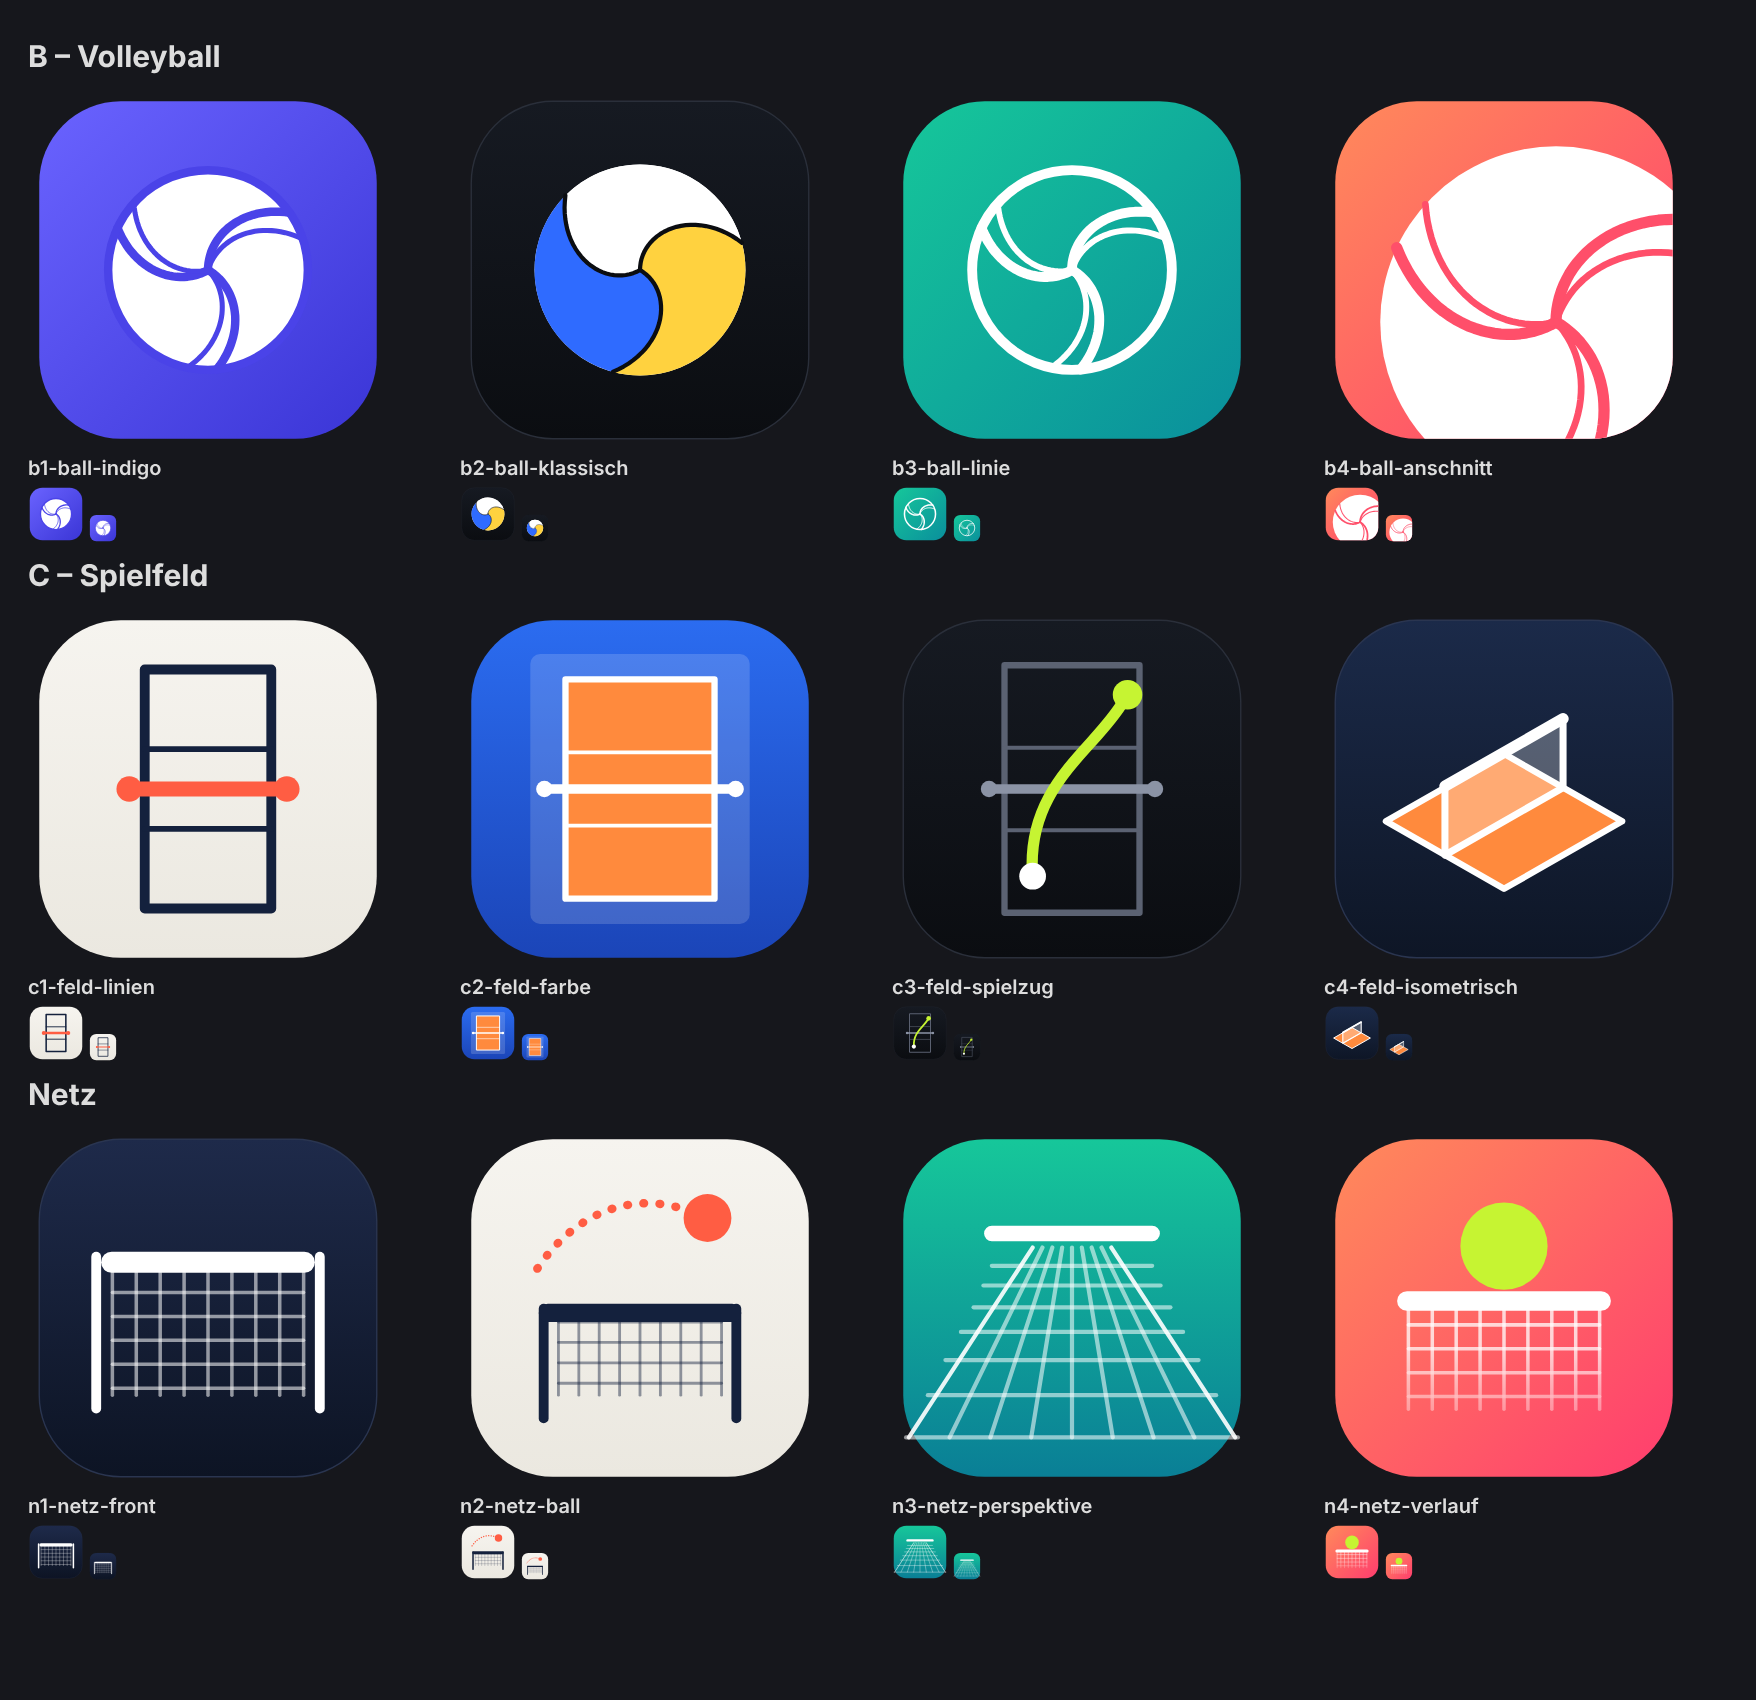 B – Volleyball
b1-ball-indigo
b2-ball-klassisch
b3-ball-linie
b4-ball-anschnitt
C – Spielfeld
c1-feld-linien
c2-feld-farbe
c3-feld-spielzug
c4-feld-isometrisch
Netz
n1-netz-front
n2-netz-ball
n3-netz-perspektive
n4-netz-verlauf